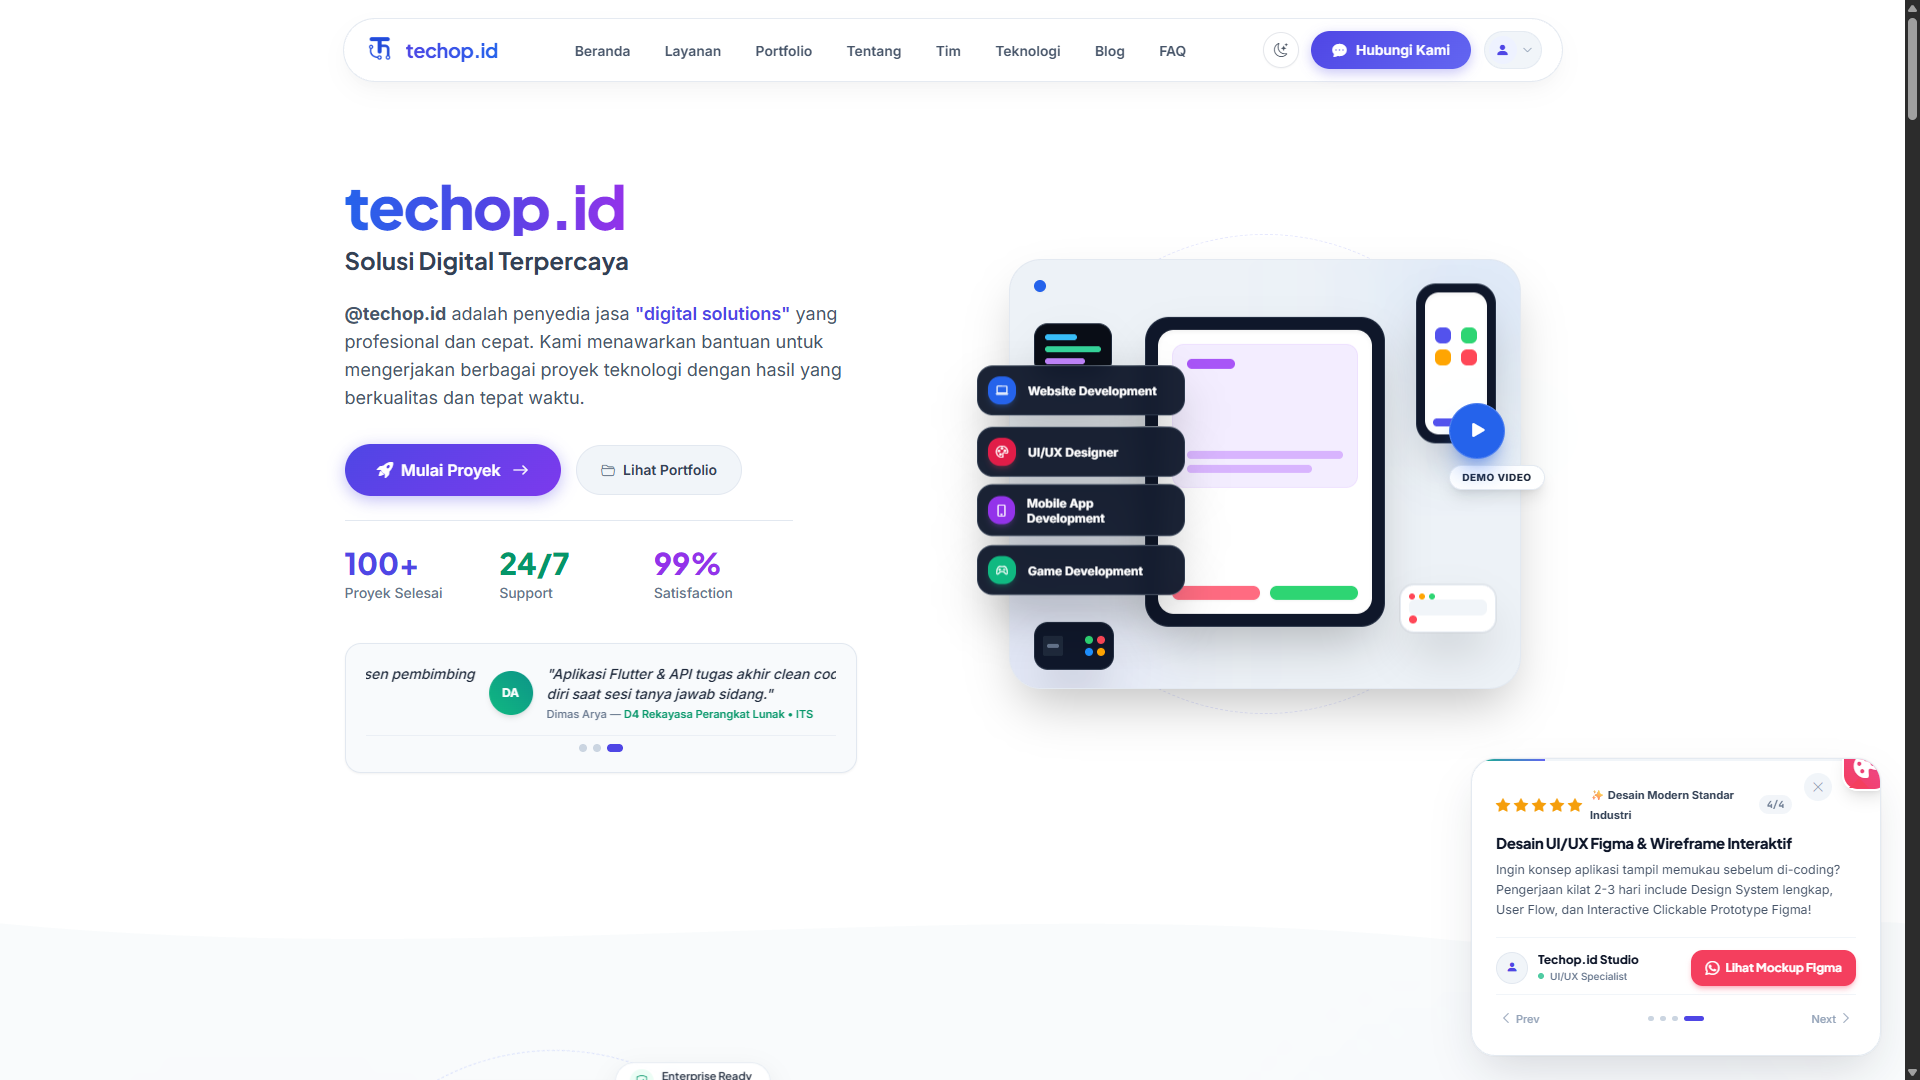 techop.id
Beranda
Layanan
Portfolio
Tentang
Tim
Teknologi
Blog
FAQ
Hubungi Kami
techop.id
Solusi Digital Terpercaya
@techop.id adalah penyedia jasa "digital solutions" yang
profesional dan cepat. Kami menawarkan bantuan untuk
mengerjakan berbagai proyek teknologi dengan hasil yang
berkualitas dan tepat waktu.
Mulai Proyek
Lihat Portfolio
100+
Proyek Selesai
24/7
Support
99%
Satisfaction
sen pembimbing
DA
"Aplikasi Flutter & API tugas akhir clean coc
diri saat sesi tanya jawab sidang."
Dimas Arya — D4 Rekayasa Perangkat Lunak • ITS
Website Development
UI/UX Designer
Mobile App
Development
Game Development
DEMO VIDEO
✨ Desain Modern Standar
Industri
4/4
Desain UI/UX Figma & Wireframe Interaktif
Ingin konsep aplikasi tampil memukau sebelum di-coding?
Pengerjaan kilat 2-3 hari include Design System lengkap,
User Flow, dan Interactive Clickable Prototype Figma!
Techop.id Studio
UI/UX Specialist
Lihat Mockup Figma
Prev
Next
Enterprise Ready